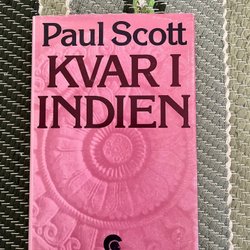 Paul Scott
KVAR I
INDIEN